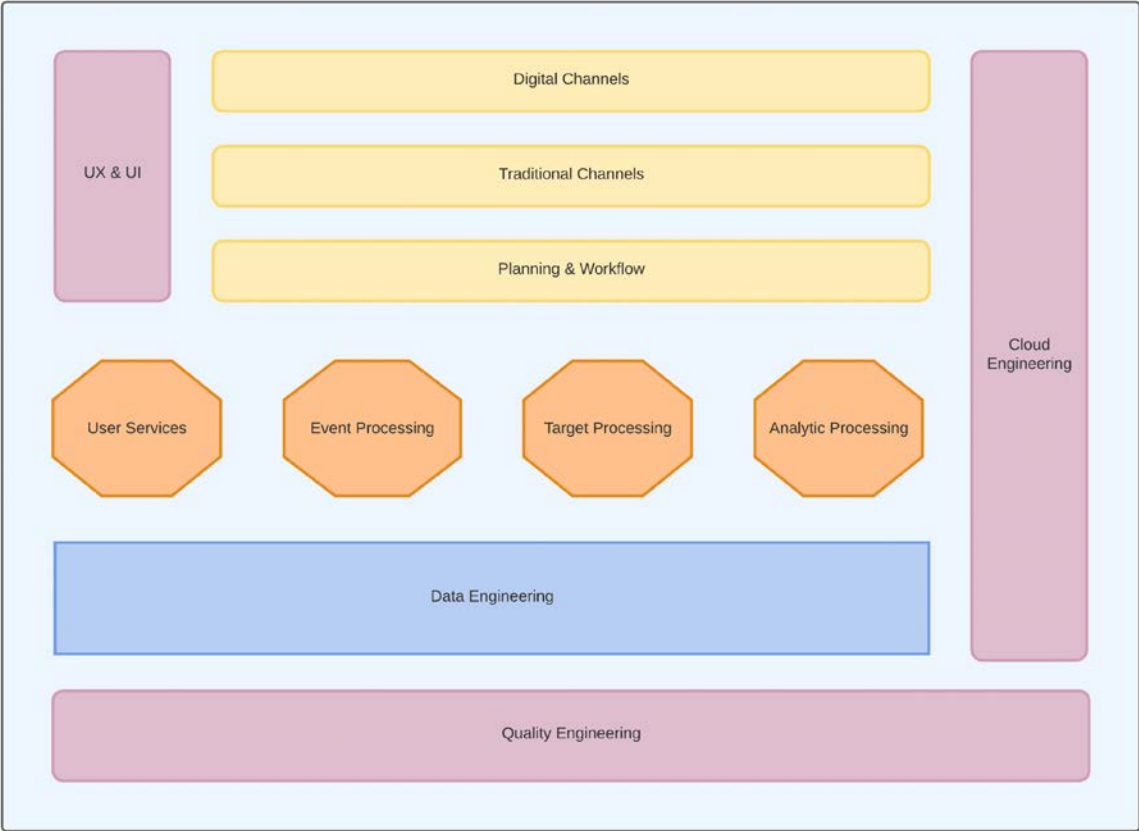 Digital Channels
UX & UI
Traditional Channels
Planning & Workflow
Cloud
Engineering
User Services
Event Processing
Target Processing
Analytic Processing
Data Engineering
Quality Engineering